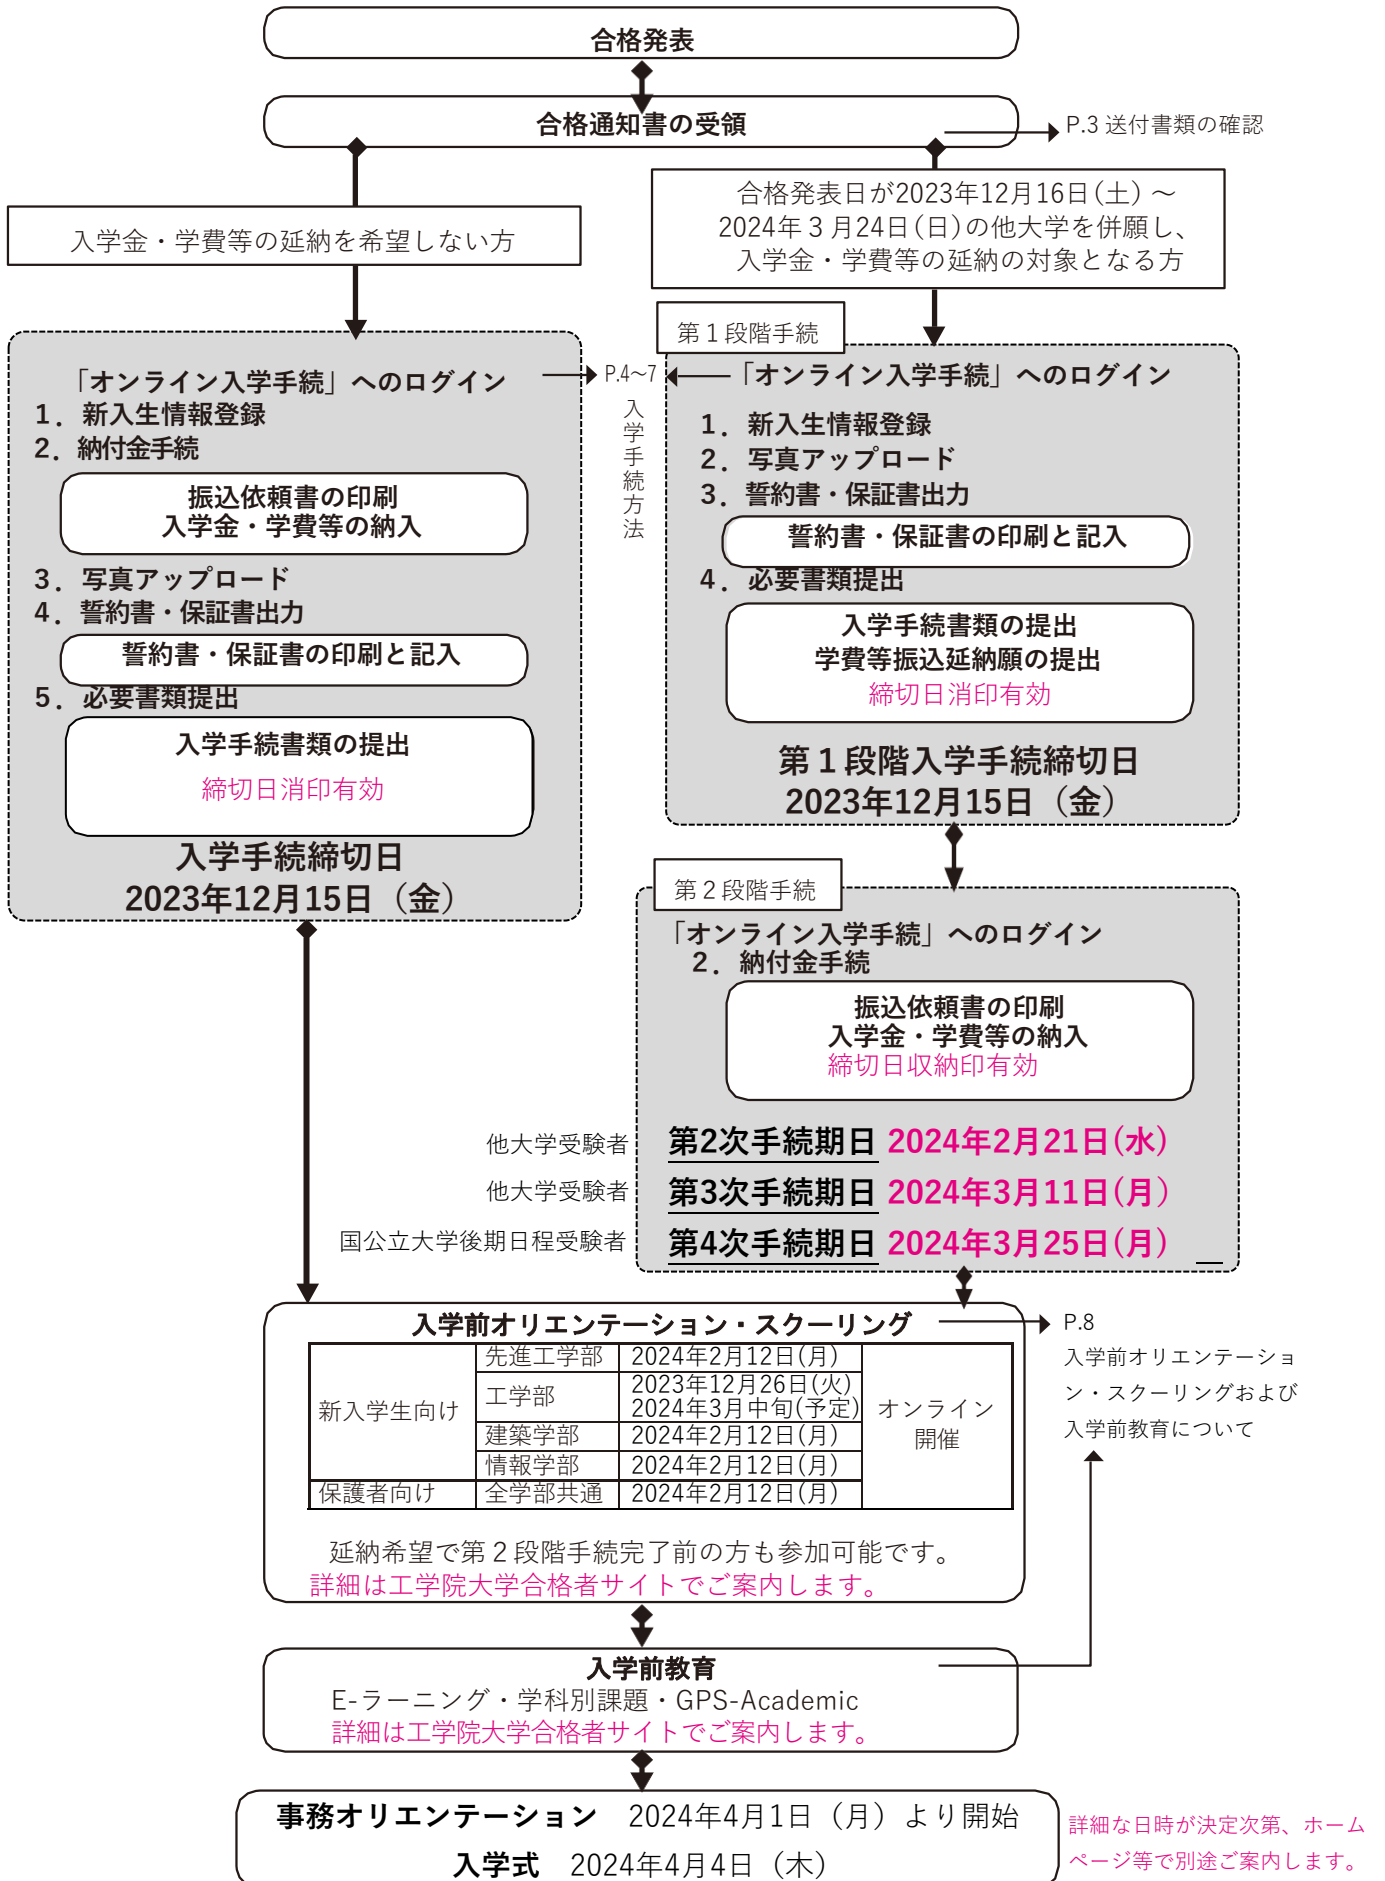 合格発表
合格通知書の受領
P.3 送付書類の確認
入学金・学費等の延納を希望しない方
合格発表日が2023年12月16日(土)～
2024年３月24日(日)の他大学を併願し、
入学金・学費等の延納の対象となる方
「オンライン入学手続」へのログイン
1．新入生情報登録
2．納付金手続
振込依頼書の印刷
入学金・学費等の納入
3．写真アップロード
4．誓約書・保証書出力
誓約書・保証書の印刷と記入
5．必要書類提出
入学手続書類の提出
締切日消印有効
入学手続締切日
2023年12月15日（金）
P.4～7
入学手続方法
第１段階手続
「オンライン入学手続」へのログイン
1．新入生情報登録
2．写真アップロード
3．誓約書・保証書出力
誓約書・保証書の印刷と記入
4．必要書類提出
入学手続書類の提出
学費等振込延納願の提出
締切日消印有効
第１段階入学手続締切日
2023年12月15日（金）
第２段階手続
「オンライン入学手続」へのログイン
2．納付金手続
振込依頼書の印刷
入学金・学費等の納入
締切日収納印有効
他大学受験者 第2次手続期日 2024年2月21日(水)
他大学受験者 第3次手続期日 2024年3月11日(月)
国公立大学後期日程受験者 第4次手続期日 2024年3月25日(月)
入学前オリエンテーション・スクーリング
新入学生向け
先進工学部 2024年2月12日(月)
工学部 2023年12月26日(火)
2024年3月中旬(予定)
建築学部 2024年2月12日(月)
情報学部 2024年2月12日(月)
保護者向け 全学部共通 2024年2月12日(月)
オンライン
開催
延納希望で第２段階手続完了前の方も参加可能です。
詳細は工学院大学合格者サイトでご案内します。
P.8
入学前オリエンテーショ
ン・スクーリングおよび
入学前教育について
入学前教育
E-ラーニング・学科別課題・GPS-Academic
詳細は工学院大学合格者サイトでご案内します。
事務オリエンテーション 2024年4月1日（月）より開始
入学式 2024年4月4日（木）
詳細な日時が決定次第、ホーム
ページ等で別途ご案内します。